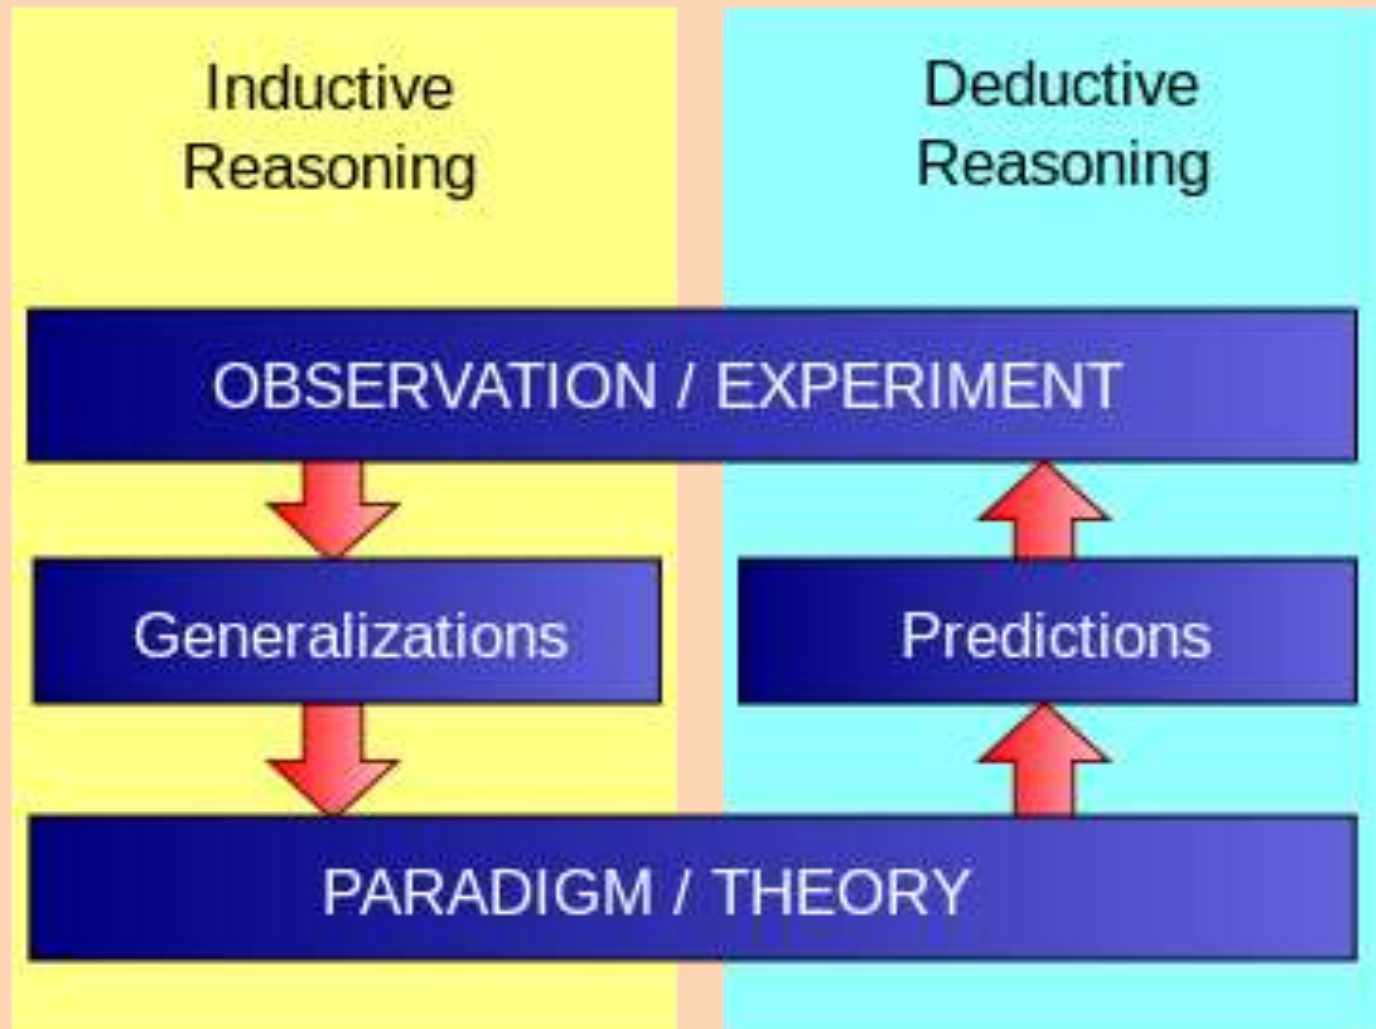 Inductive
Reasoning
Deductive
Reasoning
OBSERVATION / EXPERIMENT
Generalizations
Predictions
PARADIGM / THEORY